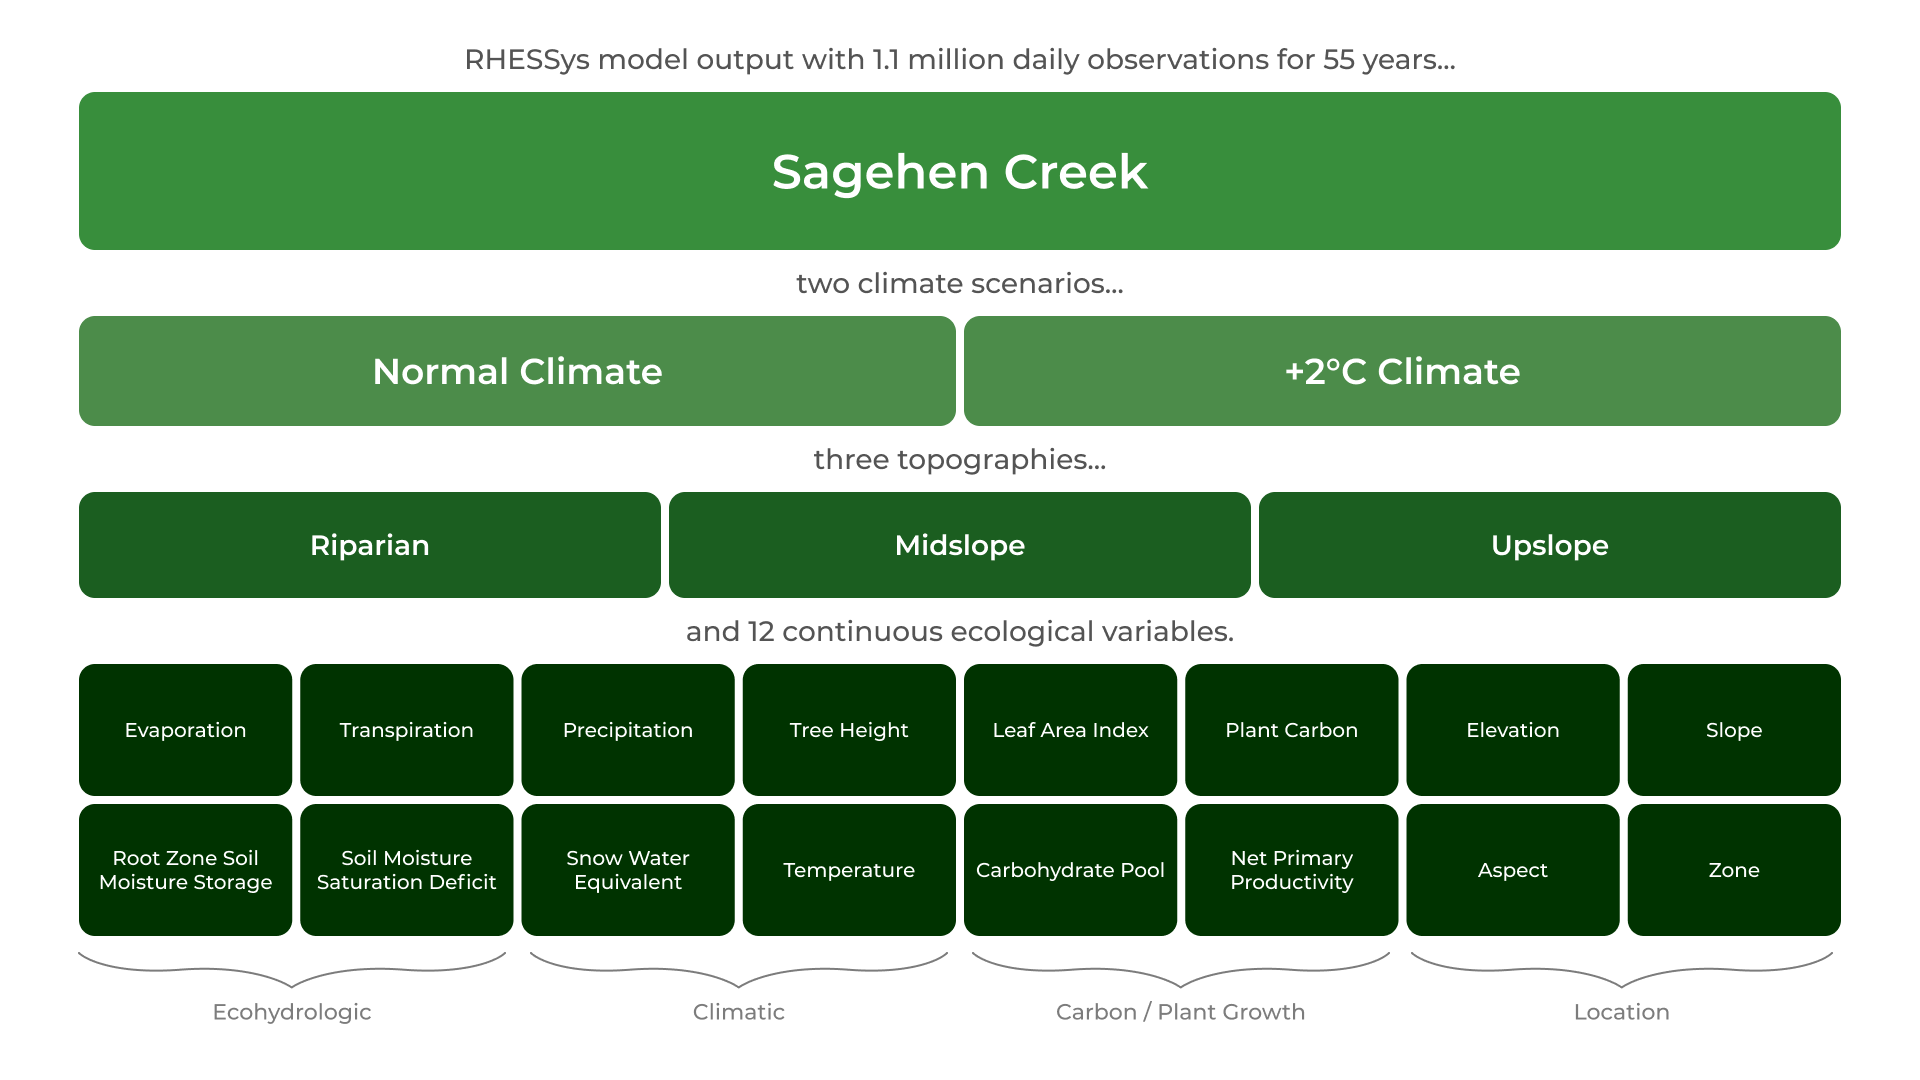 RHESSys model output with 1.1 million daily observations for 55 years...
Sagehen Creek
two climate scenarios...
Normal Climate
+2°C Climate
three topographies...
Riparian
Midslope
Upslope
and 12 continuous ecological variables.
Evaporation
Transpiration
Precipitation
Tree Height
Leaf Area Index
Plant Carbon
Elevation
Slope
Root Zone Soil
Moisture Storage
Soil Moisture
Saturation Deficit
Snow Water
Equivalent
Temperature
Carbohydrate Pool
Net Primary
Productivity
Aspect
Zone
Ecohydrologic
Climatic
Carbon / Plant Growth
Location